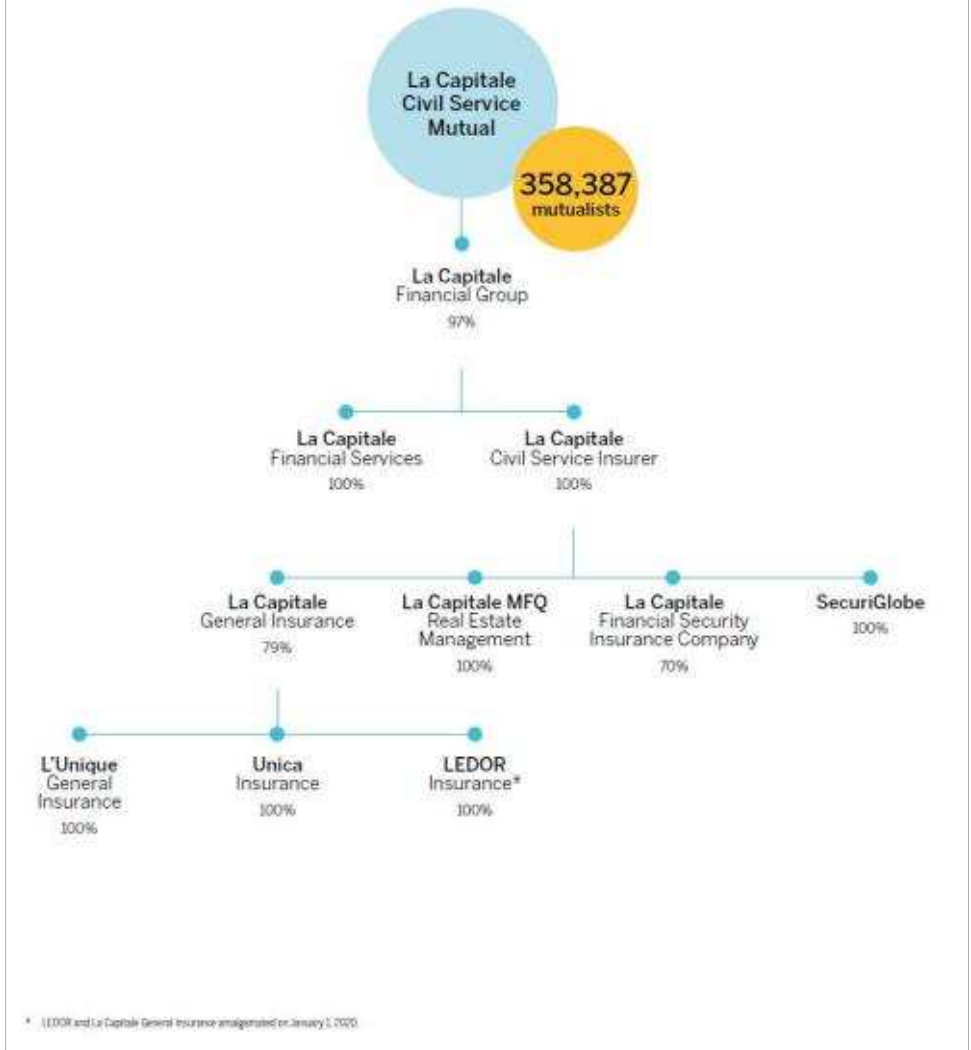 La Capitale
Civil Service
Mutual
358,387
mutualists
La Capitale
Financial Group
97%
La Capitale
Financial Services
100%
La Capitale
Civil Service Insurer
100%
La Capitale
General Insurance
79%
La Capitale MFQ
Real Estate
Management
100%
La Capitale
Financial Security
Insurance Company
70%
SecuriGlobe
100%
L'Unique
General
Insurance
100%
Unica
Insurance
100%
LEDOR
Insurance*
100%
* LEDOR and La Capitale General Insurance amalgamated on January 1, 2020.